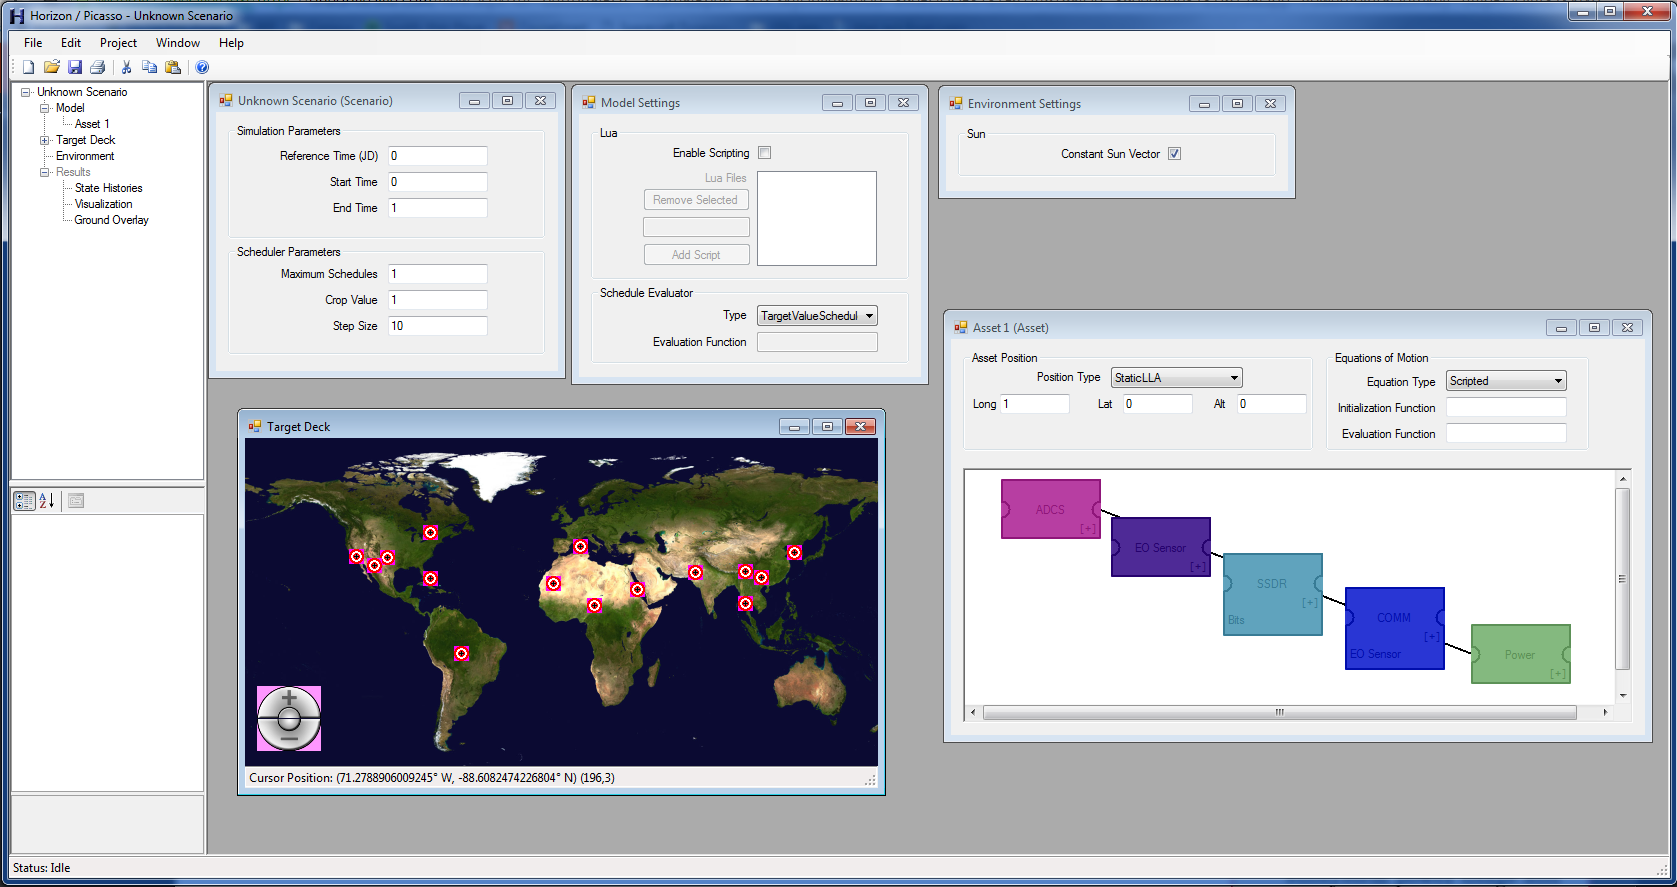 Horizon / Picasso - Unknown Scenario
File Edit Project Window Help
Unknown Scenario
Model
Asset 1
Target Deck
Environment
Results
State Histories
Visualization
Ground Overlay
Unknown Scenario (Scenario)
Simulation Parameters
Reference Time (JD) 0
Start Time 0
End Time 1
Scheduler Parameters
Maximum Schedules 1
Crop Value 1
Step Size 10
Model Settings
Lua
Enable Scripting
Lua Files
Remove Selected
Add Script
Schedule Evaluator
Type TargetValueSchedul
Evaluation Function
Environment Settings
Sun
Constant Sun Vector
Target Deck
Cursor Position: (71.2788906009245° W, -88.6082474226804° N) (196,3)
Asset 1 (Asset)
Asset Position
Position Type StaticLLA
Long 1 Lat 0 Alt 0
Equations of Motion
Equation Type Scripted
Initialization Function
Evaluation Function
ADCS
[+]
EO Sensor
[+]
SSDR
[+]
Bits
COMM
[+]
EO Sensor
Power
[+]
Status: Idle